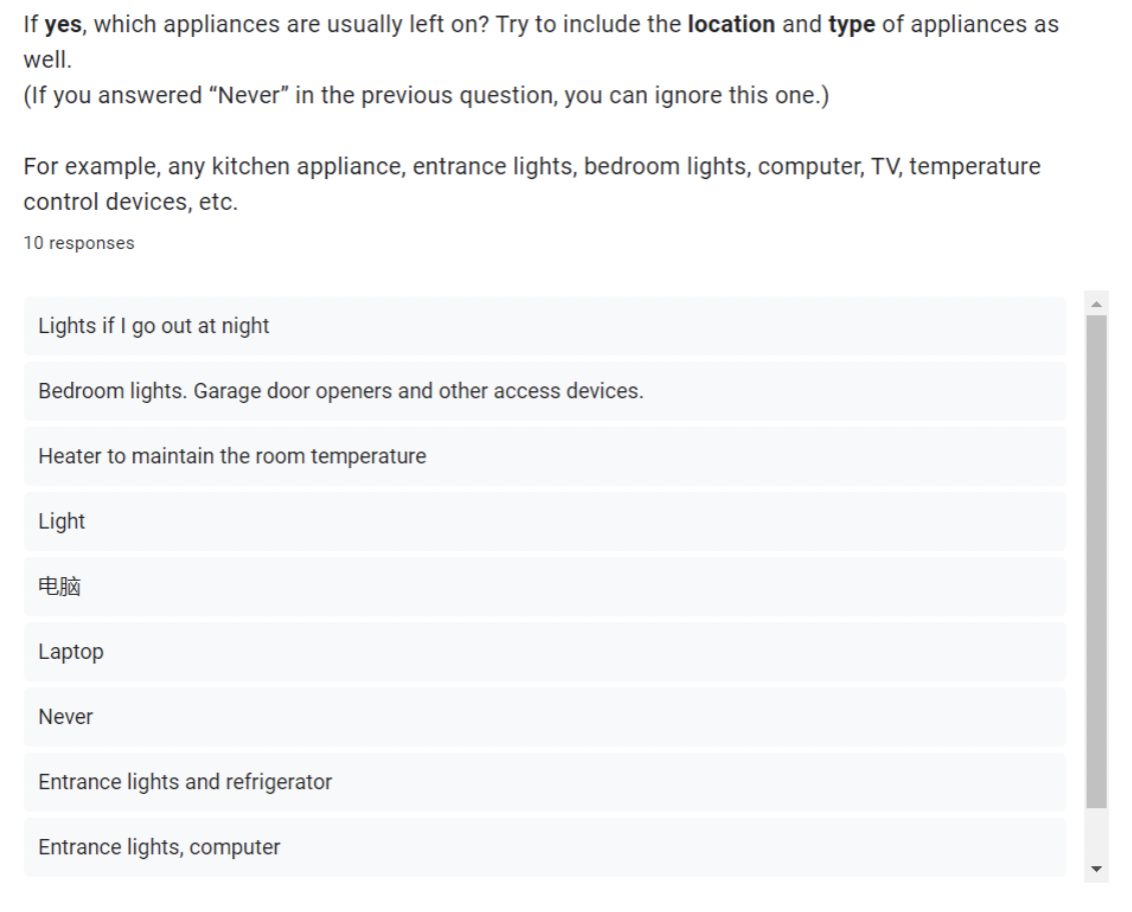 If yes, which appliances are usually left on? Try to include the location and type of appliances as
well.
(If you answered “Never” in the previous question, you can ignore this one.)
For example, any kitchen appliance, entrance lights, bedroom lights, computer, TV, temperature
control devices, etc.
10 responses
Lights if I go out at night
Bedroom lights. Garage door openers and other access devices.
Heater to maintain the room temperature
Light
电脑
Laptop
Never
Entrance lights and refrigerator
Entrance lights, computer